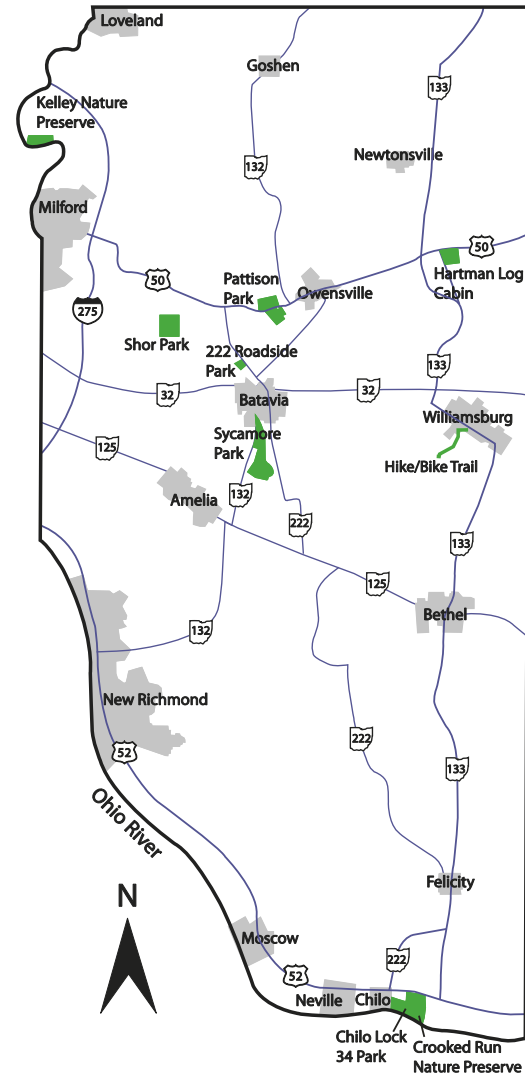 Loveland
Goshen
133
Kelley Nature
Preserve
Newtonsville
132
Milford
50
Hartman Log
Cabin
50
Pattison
Park
Owensville
275
Shor Park
222 Roadside
Park
133
32
Batavia
32
Williamsburg
Sycamore
Park
125
Hike/Bike Trail
Amelia
132
222
133
125
Bethel
132
New Richmond
222
52
133
Ohio River
Felicity
N
Moscow
222
52
Neville
Chilo
Chilo Lock
34 Park
Crooked Run
Nature Preserve